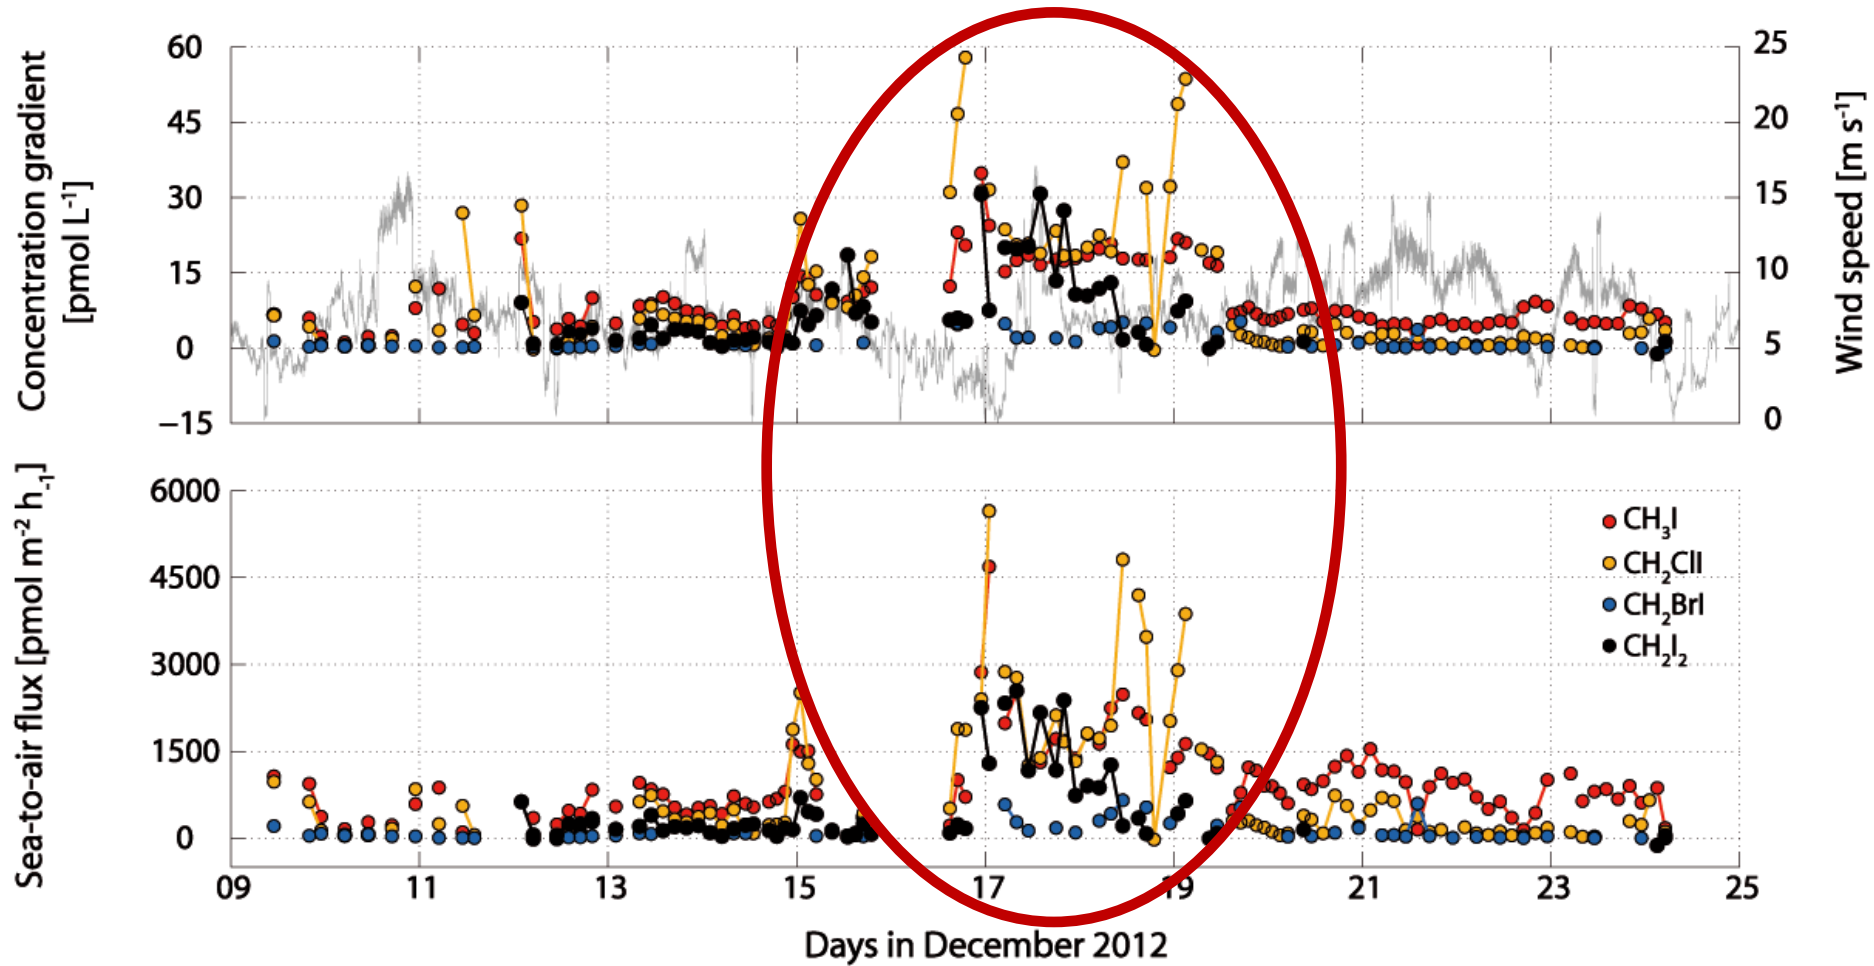 Concentration gradient
[pmol L⁻¹]
60
45
30
15
0
−15
25
20
15
10
5
0
Wind speed [m s⁻¹]
Sea-to-air flux [pmol m⁻² h₋₁]
6000
4500
3000
1500
0
CH₃I
CH₂ClI
CH₂BrI
CH₂I₂
09 11 13 15 17 19 21 23 25
Days in December 2012